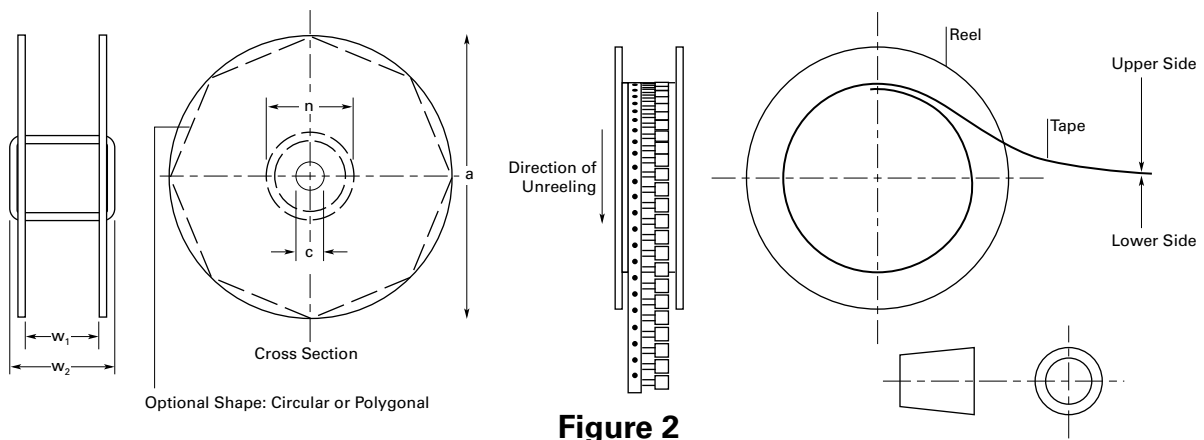 n
a
c
w1
w2
Cross Section
Optional Shape: Circular or Polygonal
Direction of
Unreeling
Reel
Tape
Upper Side
Lower Side
Figure 2